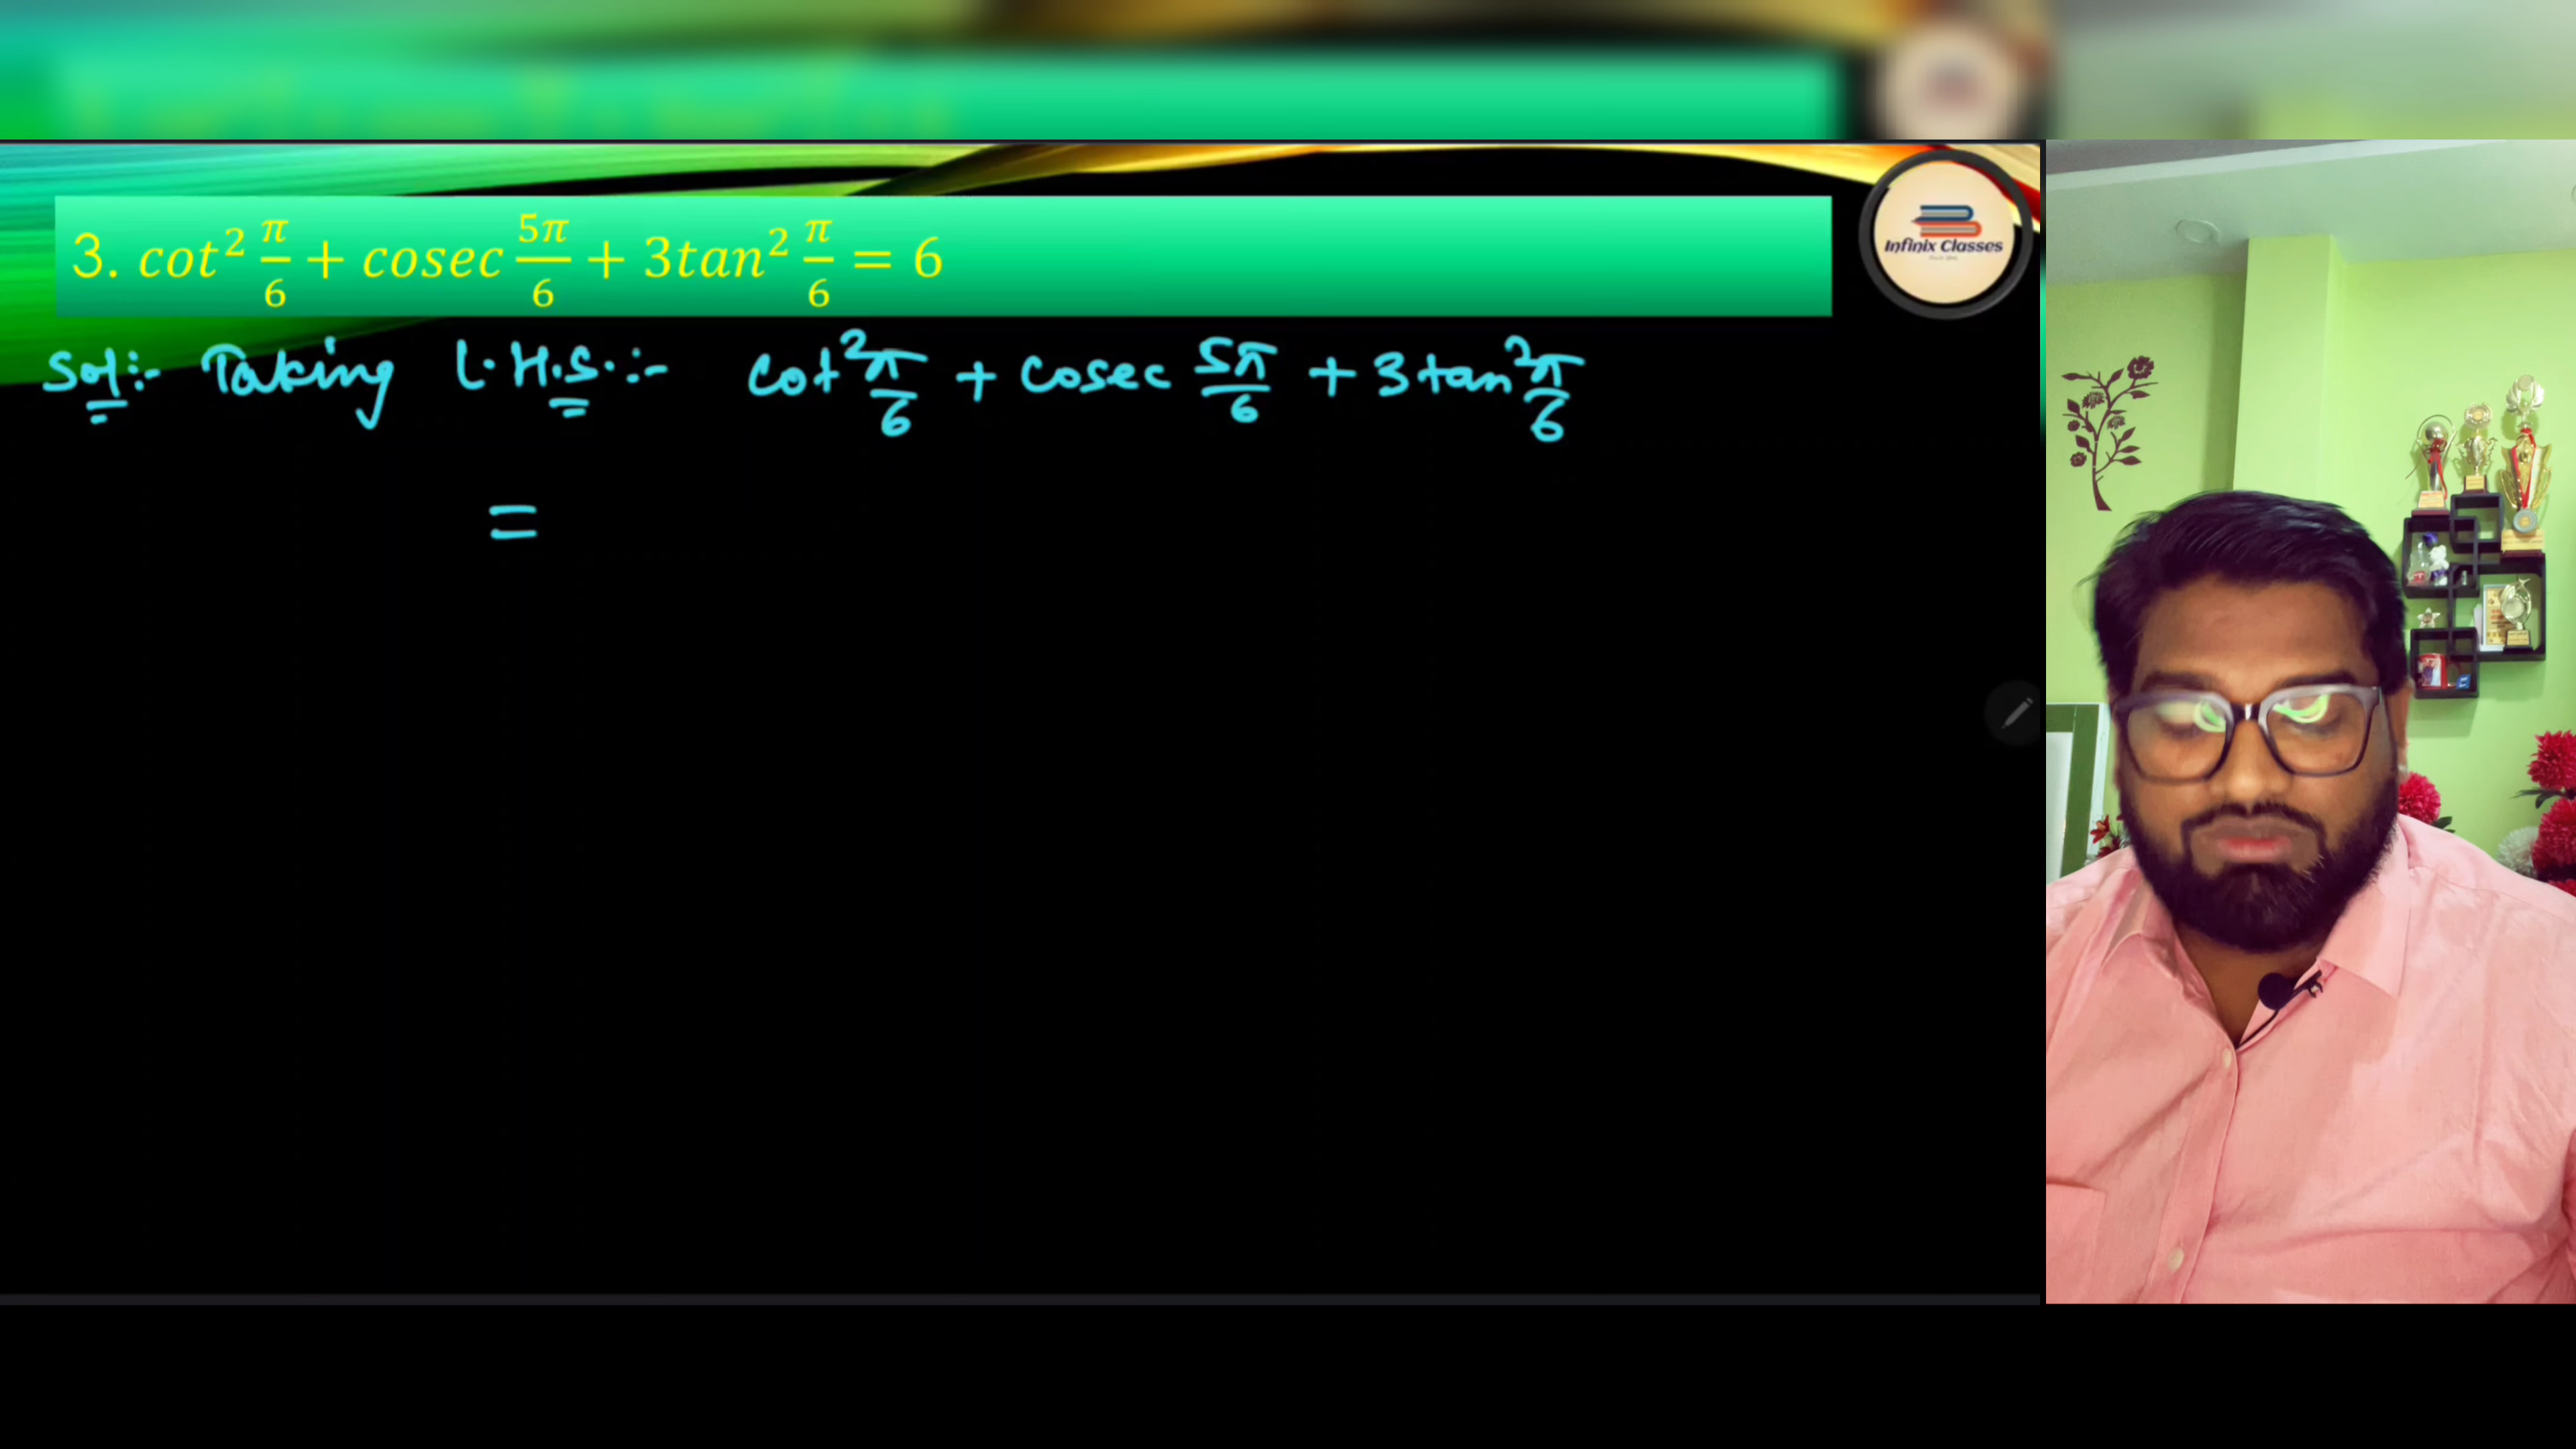 3. cot² π/6 + cosec 5π/6 + 3tan² π/6 = 6
Infinix Classes
Sol:- Taking L.H.S.:- cot² π/6 + cosec 5π/6 + 3tan² π/6
=